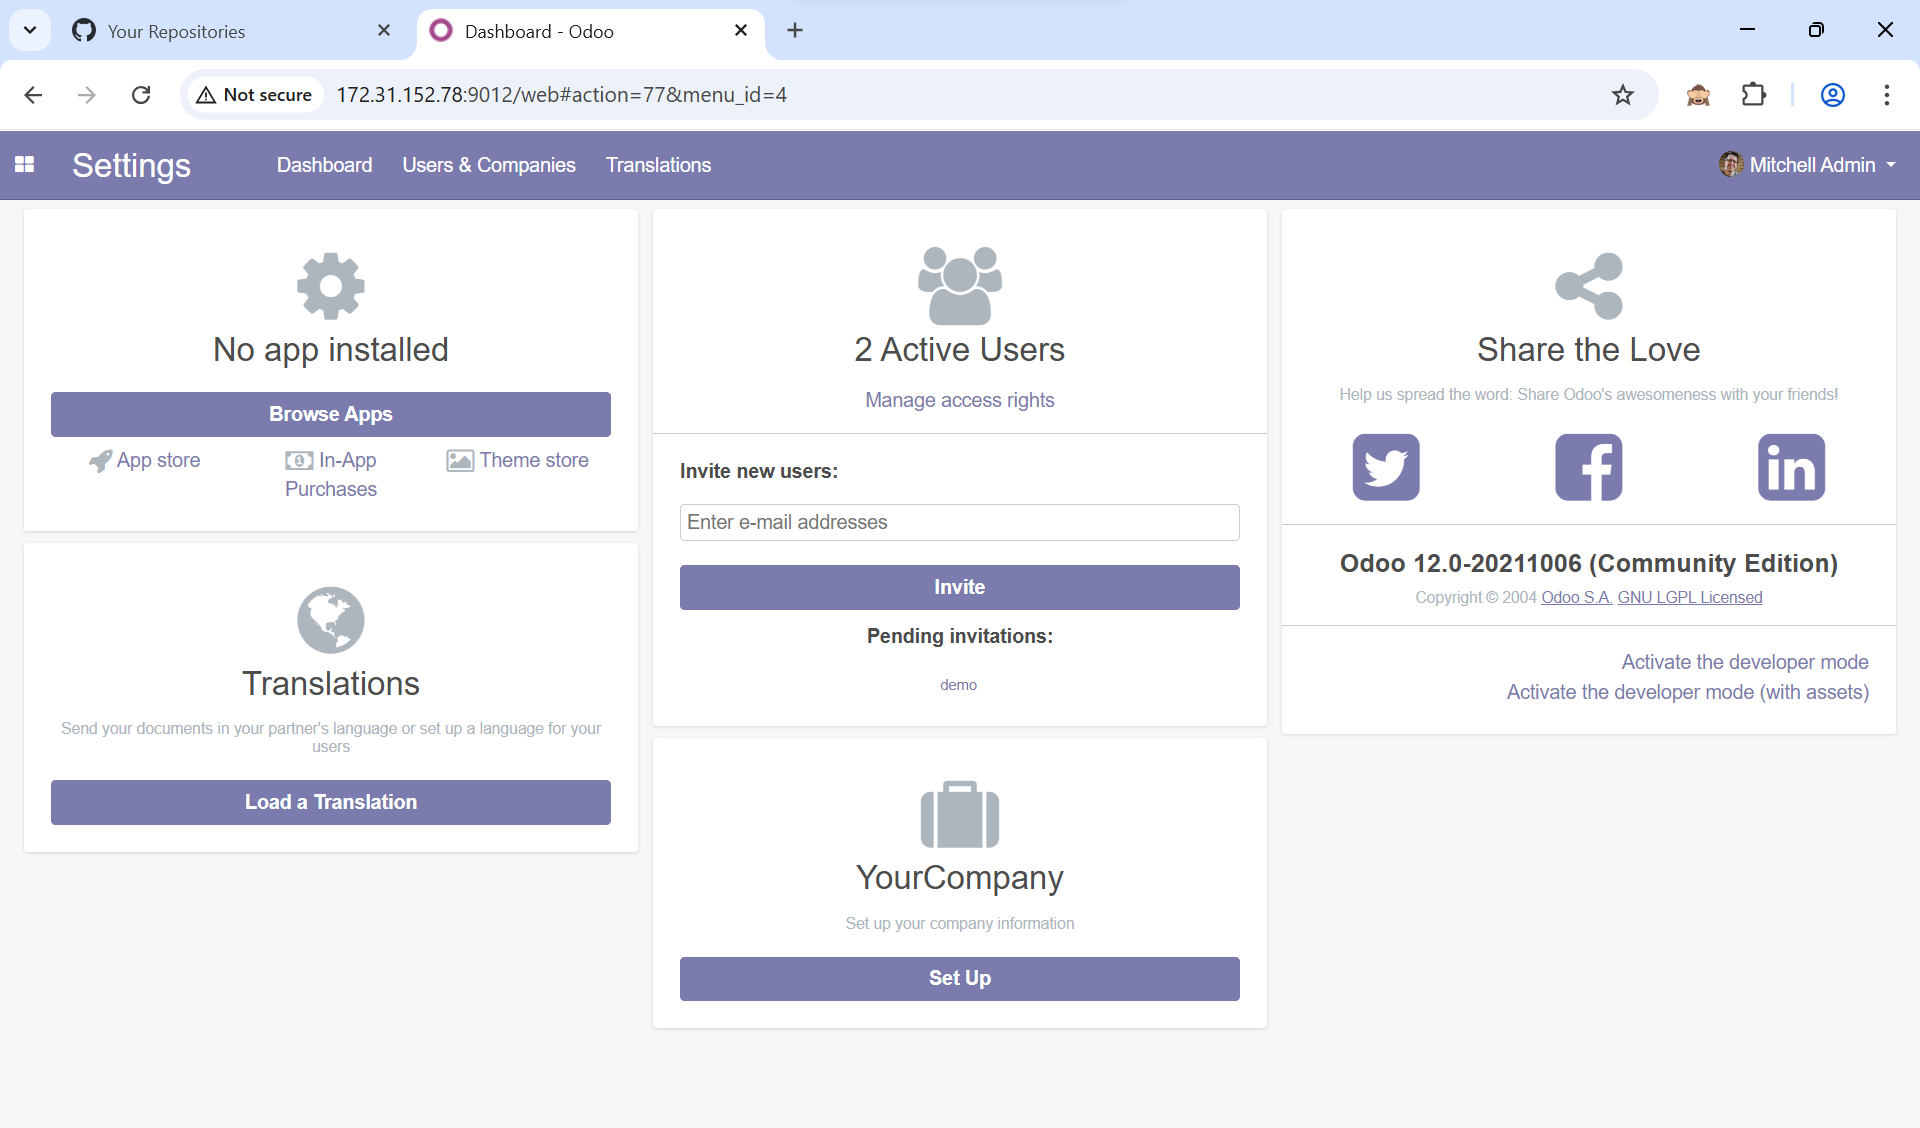 Your Repositories
Dashboard - Odoo
Not secure
172.31.152.78:9012/web#action=77&menu_id=4
Settings
Dashboard
Users & Companies
Translations
Mitchell Admin
No app installed
Browse Apps
App store
In-App
Purchases
Theme store
Translations
Send your documents in your partner's language or set up a language for your
users
Load a Translation
2 Active Users
Manage access rights
Invite new users:
Enter e-mail addresses
Invite
Pending invitations:
demo
YourCompany
Set up your company information
Set Up
Share the Love
Help us spread the word: Share Odoo's awesomeness with your friends!
Odoo 12.0-20211006 (Community Edition)
Copyright © 2004 Odoo S.A. GNU LGPL Licensed
Activate the developer mode
Activate the developer mode (with assets)